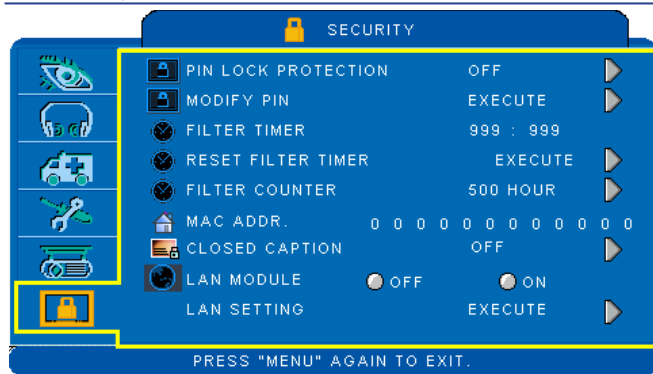 SECURITY
PIN LOCK PROTECTION OFF
MODIFY PIN EXECUTE
FILTER TIMER 999 : 999
RESET FILTER TIMER EXECUTE
FILTER COUNTER 500 HOUR
MAC ADDR. 0 0 0 0 0 0 0 0 0 0 0 0
CLOSED CAPTION OFF
LAN MODULE OFF ON
LAN SETTING EXECUTE
PRESS "MENU" AGAIN TO EXIT.